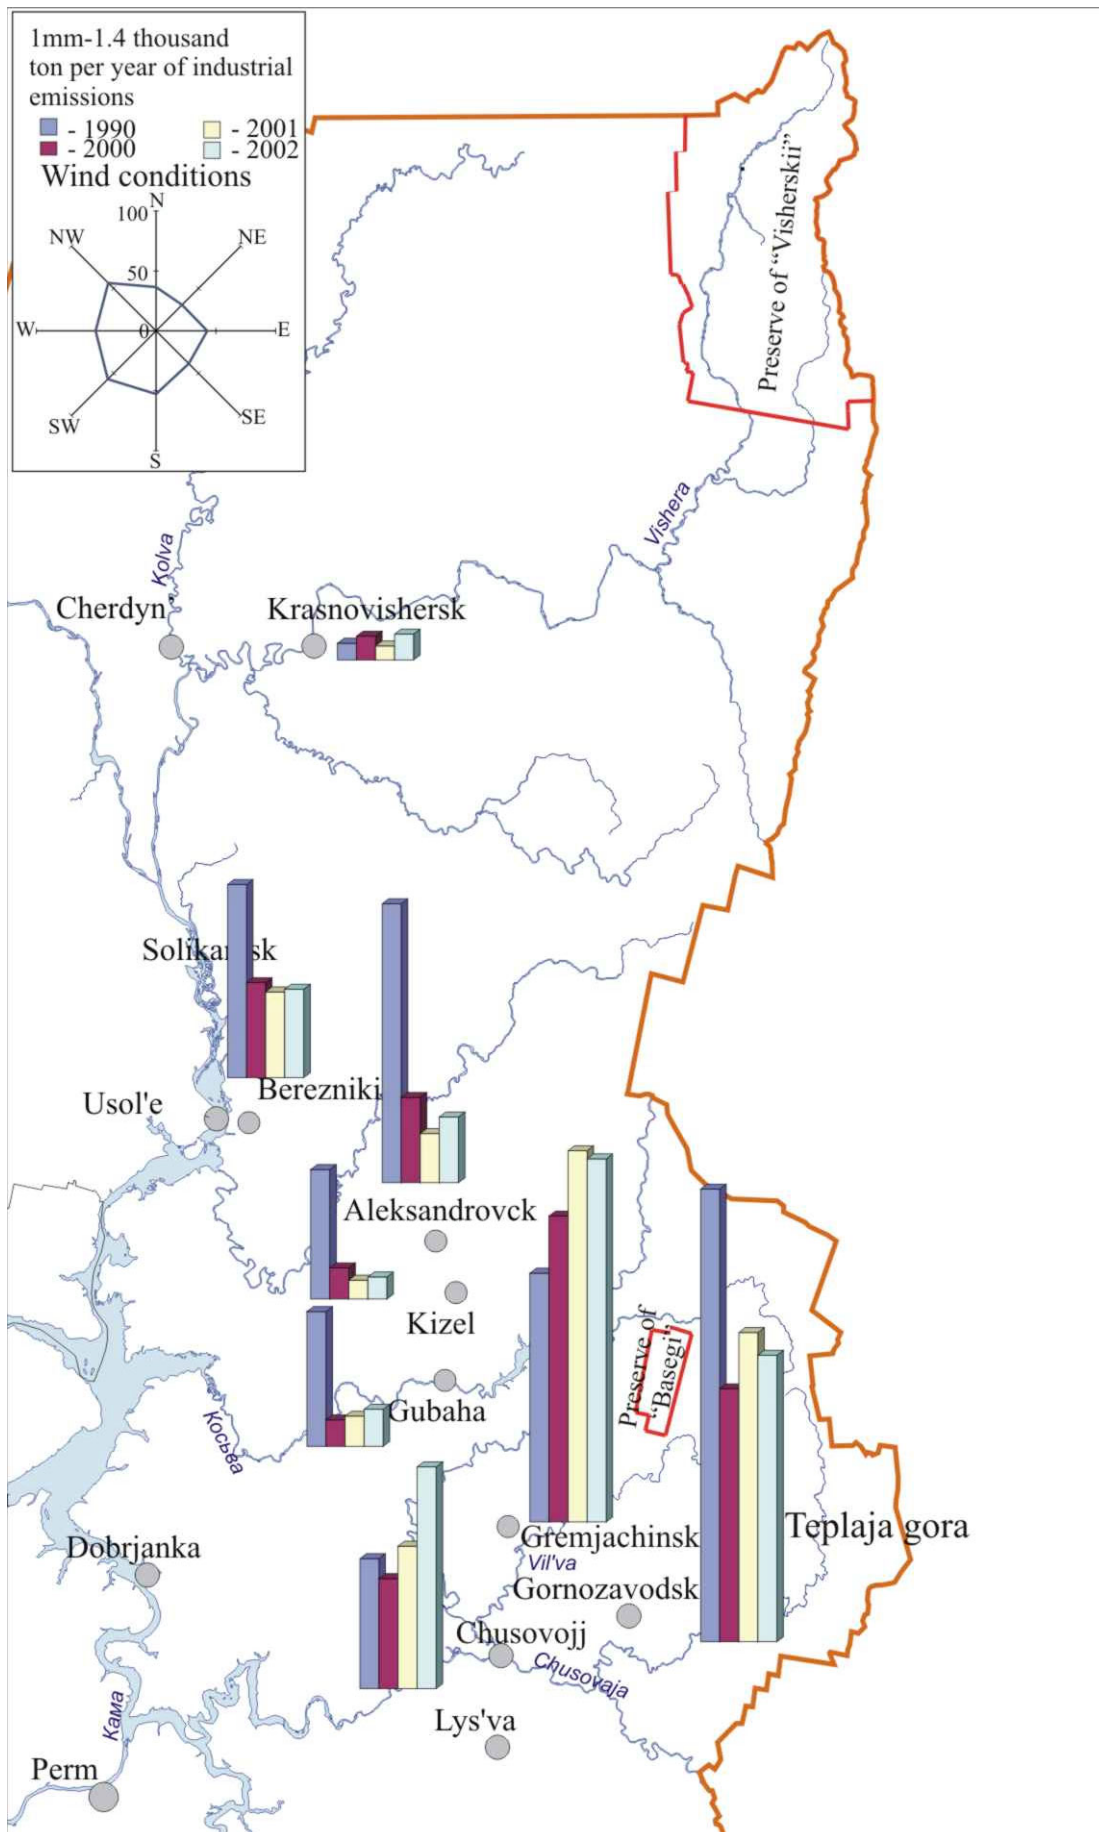 1mm-1.4 thousand
ton per year of industrial
emissions
- 1990
- 2001
- 2000
- 2002
Wind conditions
N
100
NW
NE
50
W
0
E
SW
SE
S
Preserve of “Visherskii”
Vishera
Kolva
Cherdyn'
Krasnovishersk
Solikamsk
Berezniki
Usol'e
Aleksandrovck
Kizel
Preserve of
“Basegi”
Gubaha
Косьва
Gremjachinsk
Teplaja gora
Vil'va
Dobrjanka
Gornozavodsk
Chusovojj
Chusovaja
Кама
Lys'va
Perm